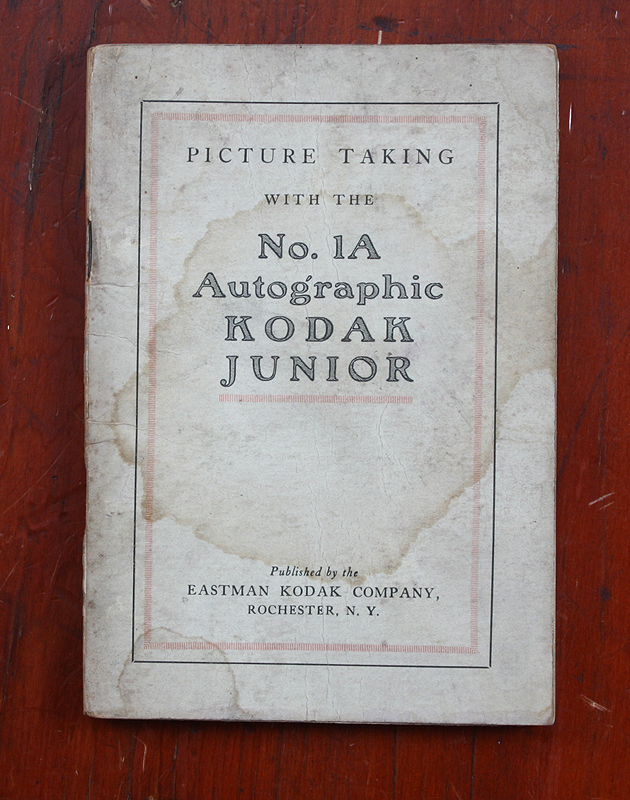 PICTURE TAKING
WITH THE
No. 1A
Autographic
KODAK
JUNIOR
Published by the
EASTMAN KODAK COMPANY,
ROCHESTER, N. Y.